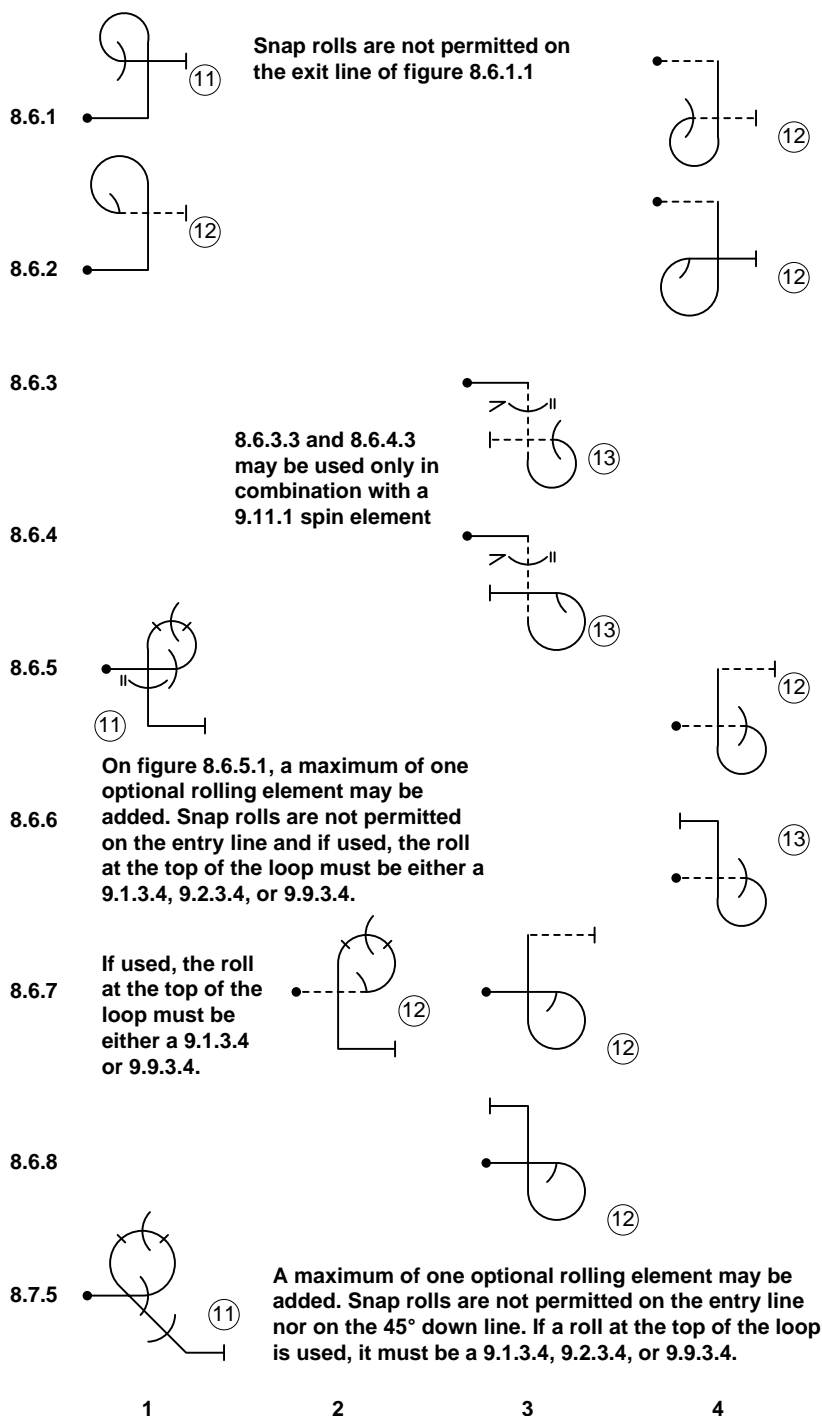 Snap rolls are not permitted on
the exit line of figure 8.6.1.1
11
8.6.1
12
12
8.6.2
12
8.6.3
8.6.3.3 and 8.6.4.3
may be used only in
combination with a
9.11.1 spin element
13
8.6.4
13
8.6.5
12
11
On figure 8.6.5.1, a maximum of one
optional rolling element may be
added. Snap rolls are not permitted
on the entry line and if used, the roll
at the top of the loop must be either a
9.1.3.4, 9.2.3.4, or 9.9.3.4.
8.6.6
13
If used, the roll
at the top of the
loop must be
either a 9.1.3.4
or 9.9.3.4.
8.6.7
12
12
8.6.8
12
8.7.5
11
A maximum of one optional rolling element may be
added. Snap rolls are not permitted on the entry line
nor on the 45° down line. If a roll at the top of the loop
is used, it must be a 9.1.3.4, 9.2.3.4, or 9.9.3.4.
1 2 3 4